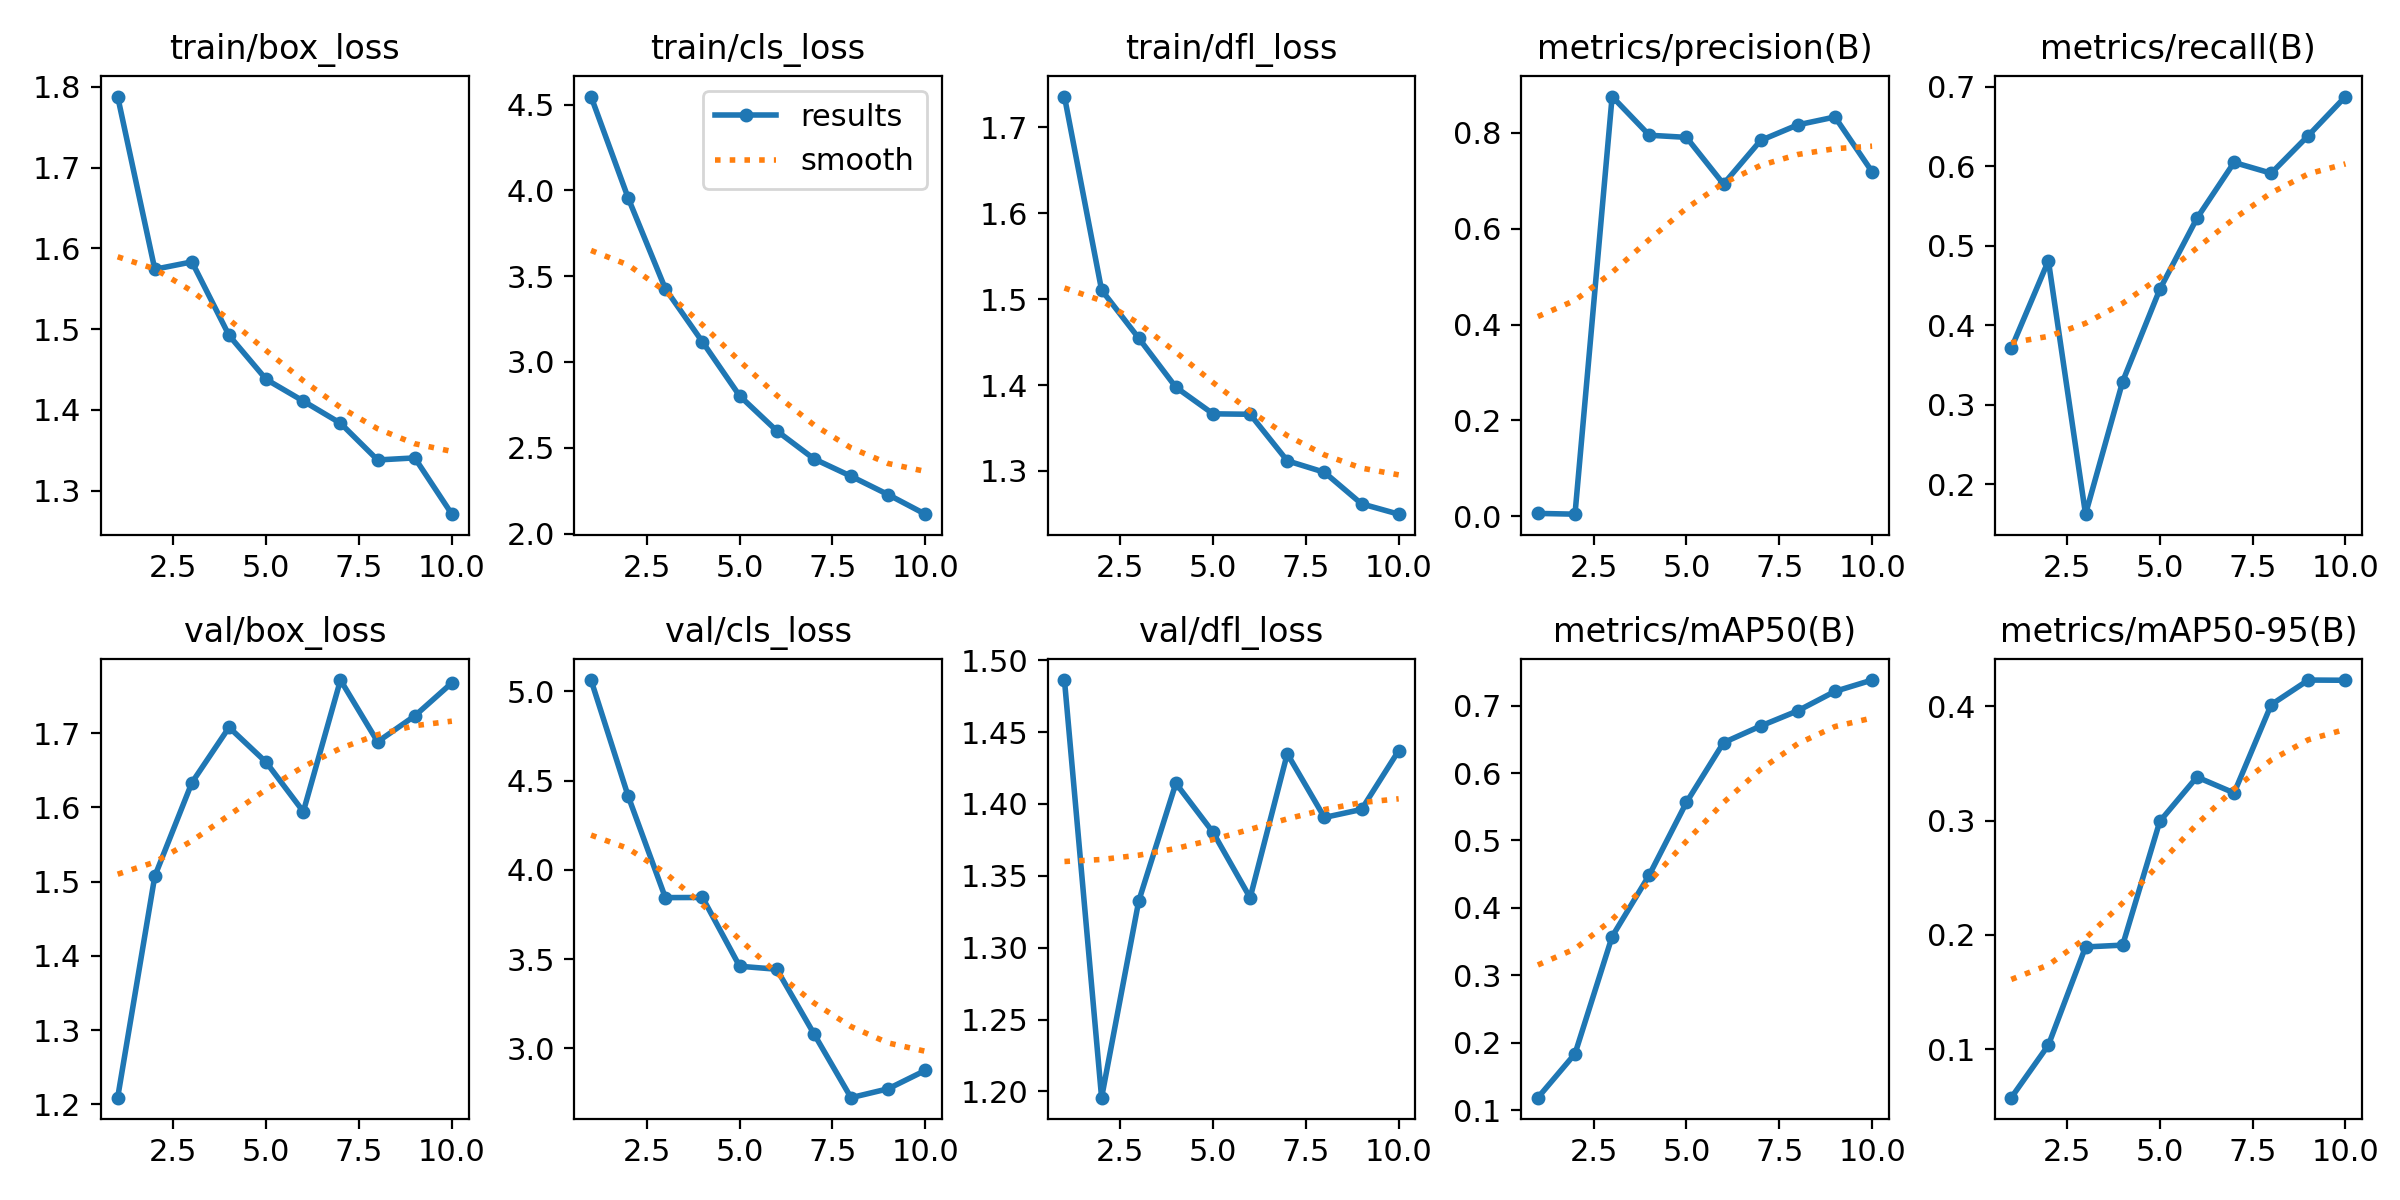 train/box_loss
1.8
1.7
1.6
1.5
1.4
1.3
2.5 5.0 7.5 10.0
train/cls_loss
results
smooth
4.5
4.0
3.5
3.0
2.5
2.0
2.5 5.0 7.5 10.0
train/dfl_loss
1.7
1.6
1.5
1.4
1.3
2.5 5.0 7.5 10.0
metrics/precision(B)
0.8
0.6
0.4
0.2
0.0
2.5 5.0 7.5 10.0
metrics/recall(B)
0.7
0.6
0.5
0.4
0.3
0.2
2.5 5.0 7.5 10.0
val/box_loss
1.7
1.6
1.5
1.4
1.3
1.2
2.5 5.0 7.5 10.0
val/cls_loss
5.0
4.5
4.0
3.5
3.0
2.5 5.0 7.5 10.0
val/dfl_loss
1.50
1.45
1.40
1.35
1.30
1.25
1.20
2.5 5.0 7.5 10.0
metrics/mAP50(B)
0.7
0.6
0.5
0.4
0.3
0.2
0.1
2.5 5.0 7.5 10.0
metrics/mAP50-95(B)
0.4
0.3
0.2
0.1
2.5 5.0 7.5 10.0